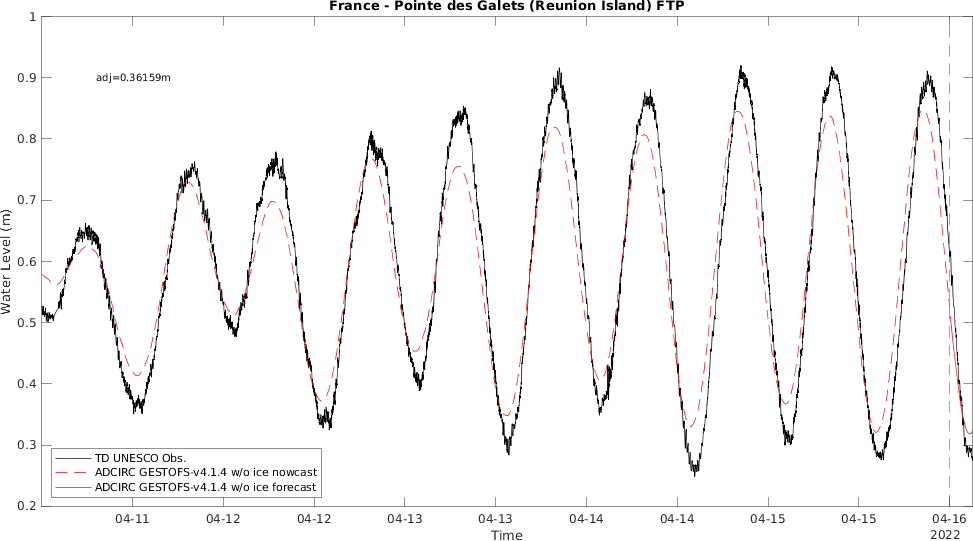 France - Pointe des Galets (Reunion Island) FTP
1
0.9
0.8
0.7
0.6
0.5
0.4
0.3
0.2
Water Level (m)
adj=0.36159m
TD UNESCO Obs.
ADCIRC GESTOFS-v4.1.4 w/o ice nowcast
ADCIRC GESTOFS-v4.1.4 w/o ice forecast
04-11 04-12 04-12 04-13 04-13 04-14 04-14 04-15 04-15 04-16
Time
2022